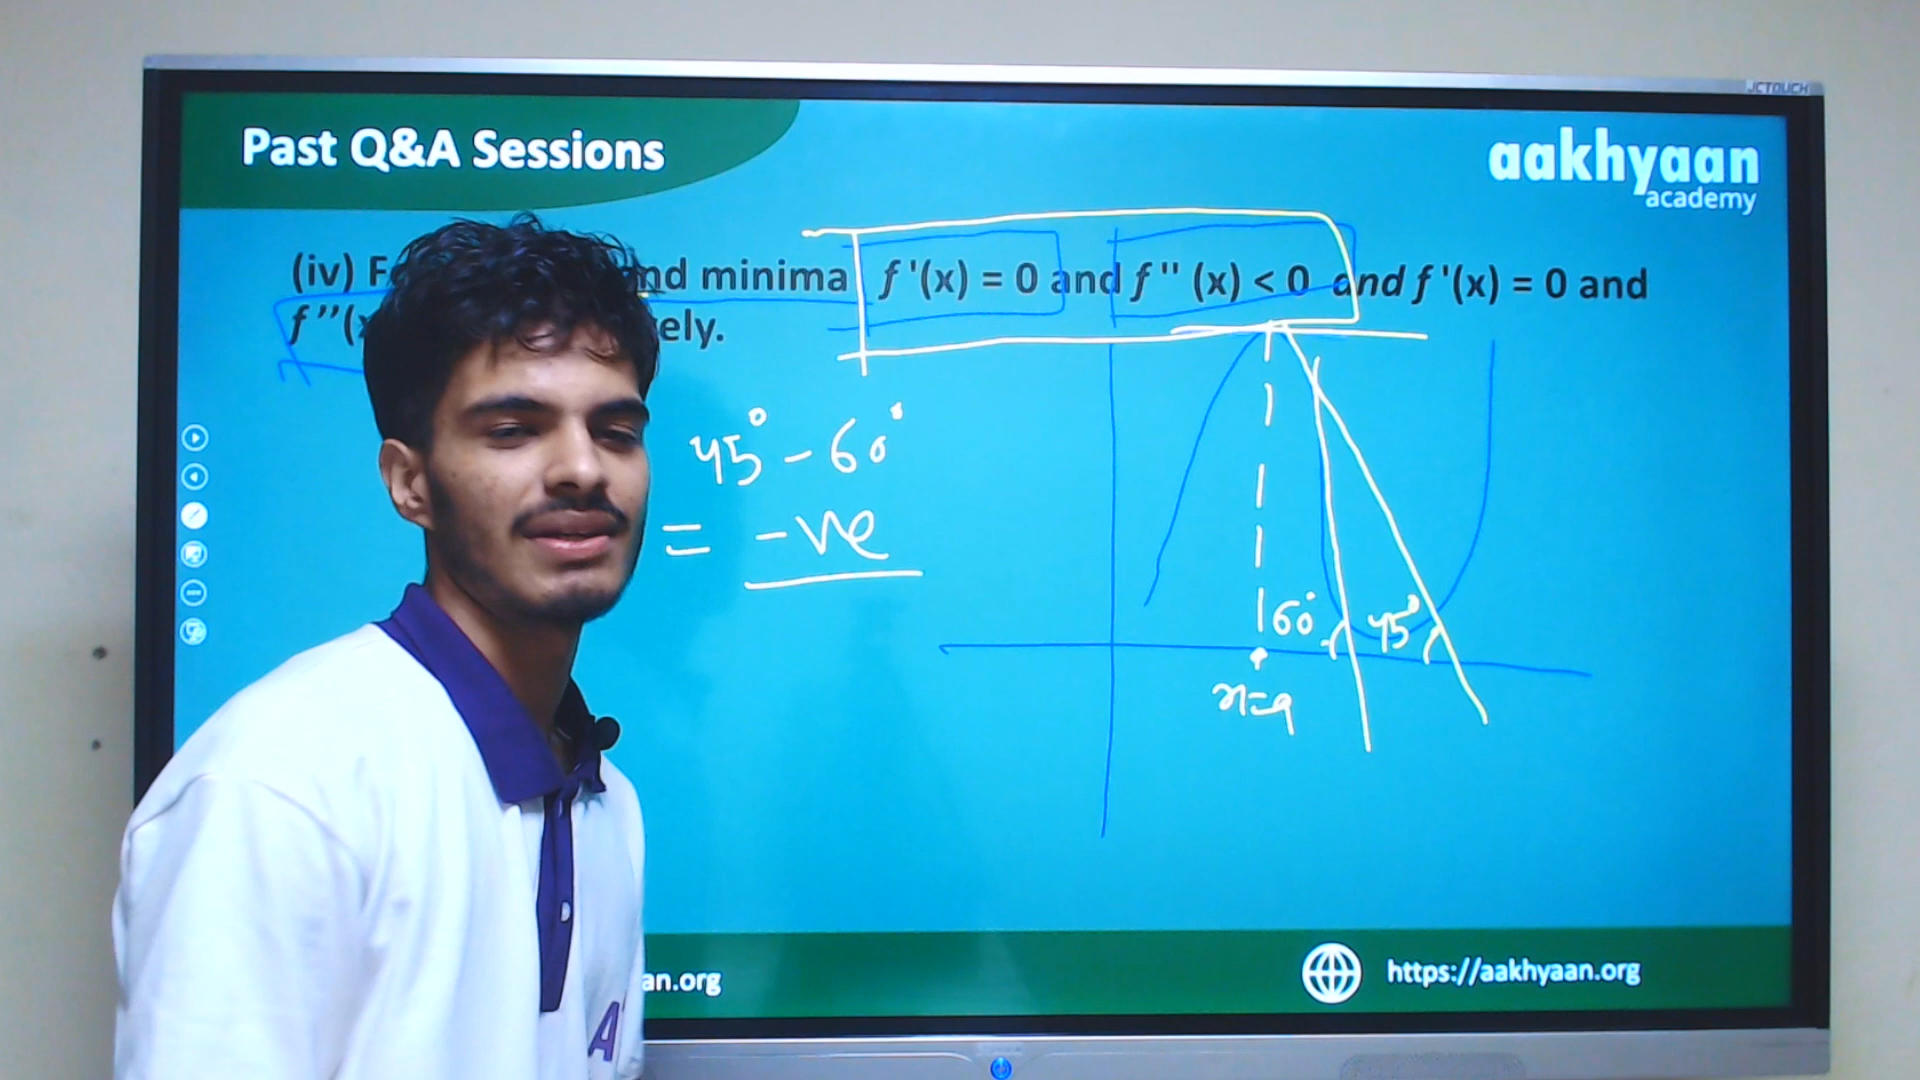 JCTOUCH
Past Q&A Sessions
aakhyaan
academy
(iv) nd minima f '(x) = 0 and f '' (x) < 0 and f '(x) = 0 and
f ''( ely.
45° - 60°
= -ve
60° 45°
x=a
an.org
https://aakhyaan.org
A